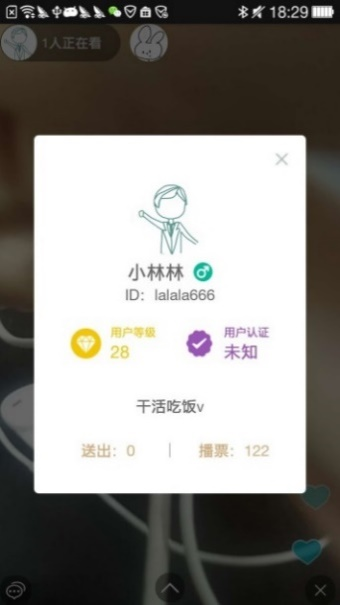 18:29
1人正在看
小林林
ID：lalala666
用户等级
28
用户认证
未知
干活吃饭v
送出：0
播票：122